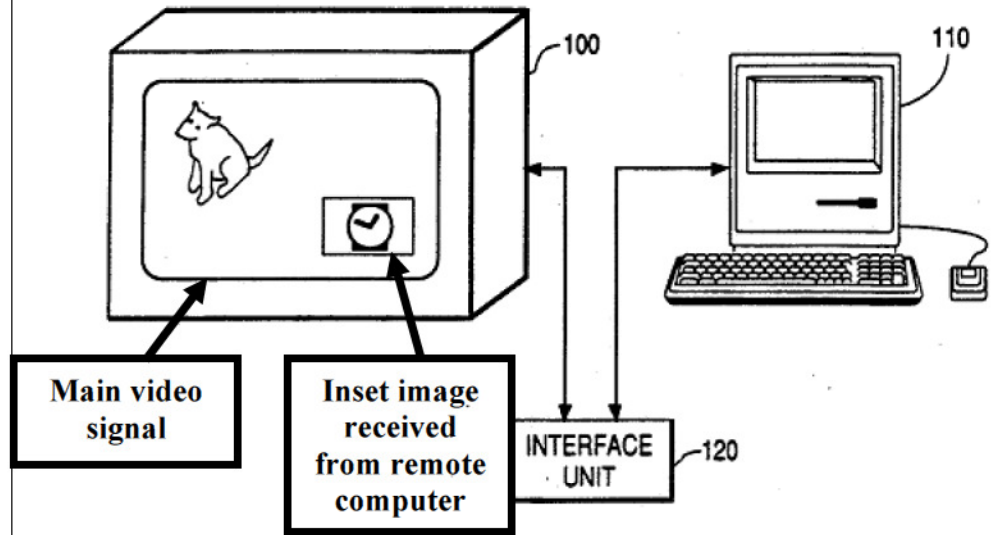 100
110
Main video
signal
Inset image
received
from remote
computer
INTERFACE
UNIT
120